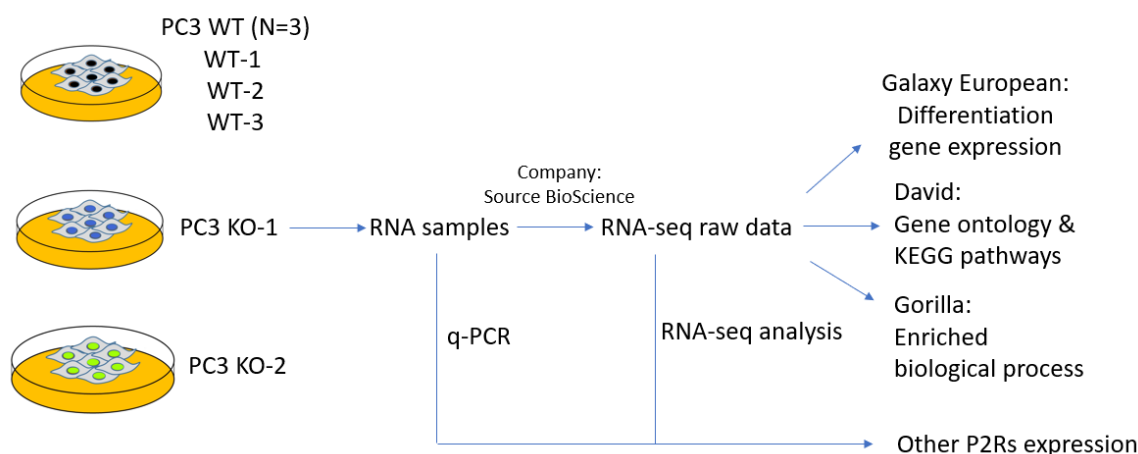 PC3 WT (N=3)
WT-1
WT-2
WT-3
PC3 KO-1
PC3 KO-2
RNA samples
Company:
Source BioScience
RNA-seq raw data
q-PCR
RNA-seq analysis
Galaxy European:
Differentiation
gene expression
David:
Gene ontology &
KEGG pathways
Gorilla:
Enriched
biological process
Other P2Rs expression